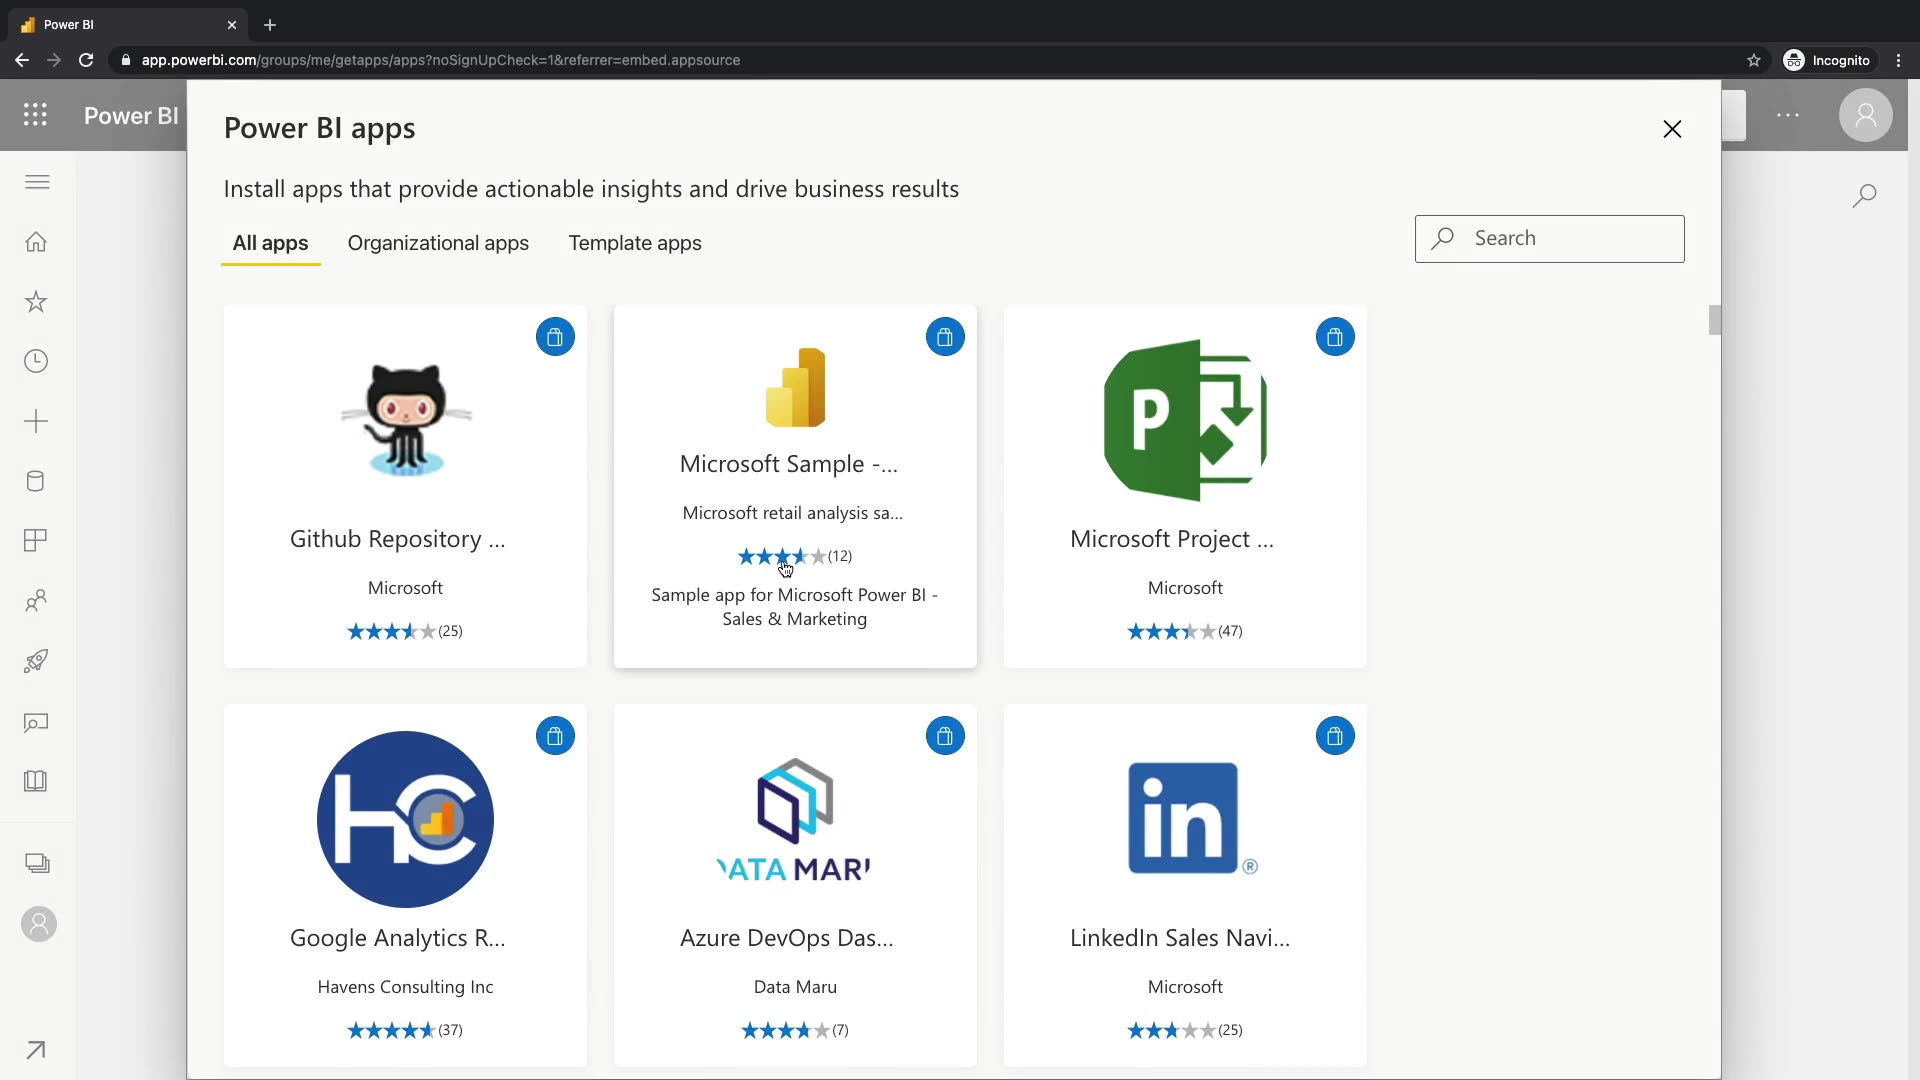 Power BI
app.powerbi.com/groups/me/getapps/apps?noSignUpCheck=1&referrer=embed.appsource
Incognito
Power BI
Power BI apps
Install apps that provide actionable insights and drive business results
All apps
Organizational apps
Template apps
Search
Github Repository ...
Microsoft
(25)
Microsoft Sample -...
Microsoft retail analysis sa...
(12)
Sample app for Microsoft Power BI -
Sales & Marketing
P
Microsoft Project ...
Microsoft
(47)
HC
Google Analytics R...
Havens Consulting Inc
(37)
ATA MAR
Azure DevOps Das...
Data Maru
(7)
in
®
LinkedIn Sales Navi...
Microsoft
(25)